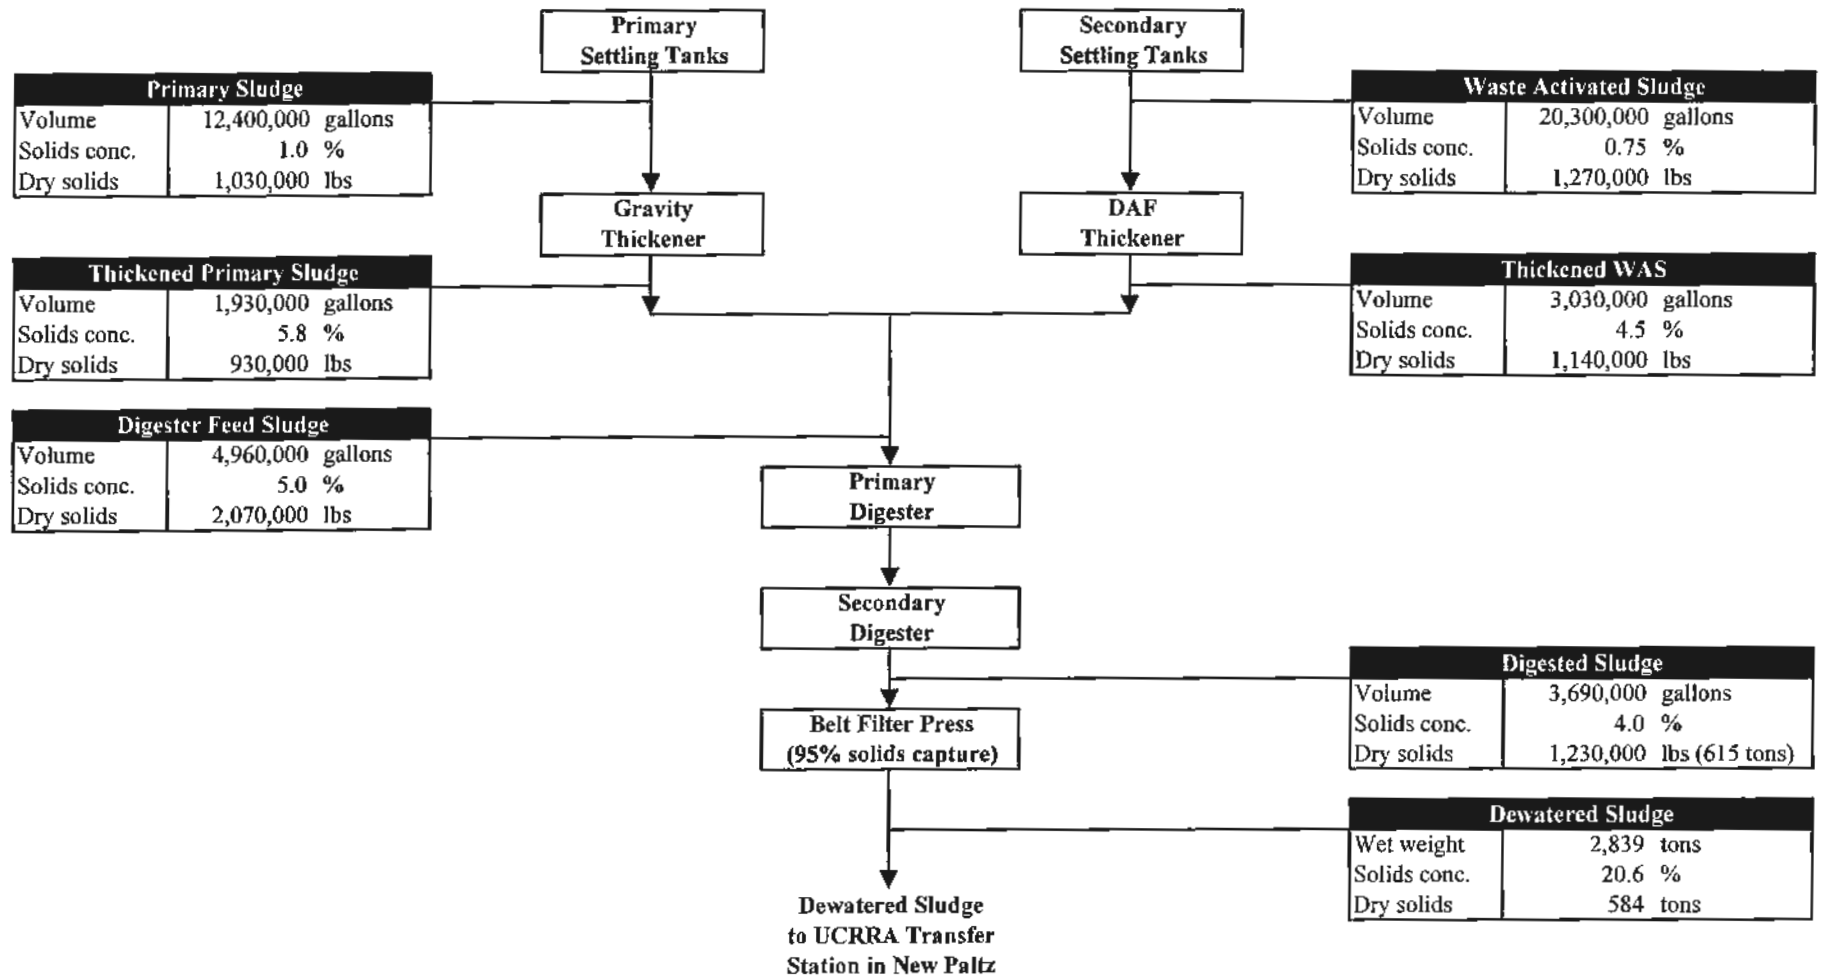 Primary
Settling Tanks
Secondary
Settling Tanks
Primary Sludge
Volume 12,400,000 gallons
Solids conc. 1.0 %
Dry solids 1,030,000 lbs
Waste Activated Sludge
Volume 20,300,000 gallons
Solids conc. 0.75 %
Dry solids 1,270,000 lbs
Gravity
Thickener
DAF
Thickener
Thickened Primary Sludge
Volume 1,930,000 gallons
Solids conc. 5.8 %
Dry solids 930,000 lbs
Thickened WAS
Volume 3,030,000 gallons
Solids conc. 4.5 %
Dry solids 1,140,000 lbs
Digester Feed Sludge
Volume 4,960,000 gallons
Solids conc. 5.0 %
Dry solids 2,070,000 lbs
Primary
Digester
Secondary
Digester
Digested Sludge
Volume 3,690,000 gallons
Solids conc. 4.0 %
Dry solids 1,230,000 lbs (615 tons)
Belt Filter Press
(95% solids capture)
Dewatered Sludge
Wet weight 2,839 tons
Solids conc. 20.6 %
Dry solids 584 tons
Dewatered Sludge
to UCRRA Transfer
Station in New Paltz